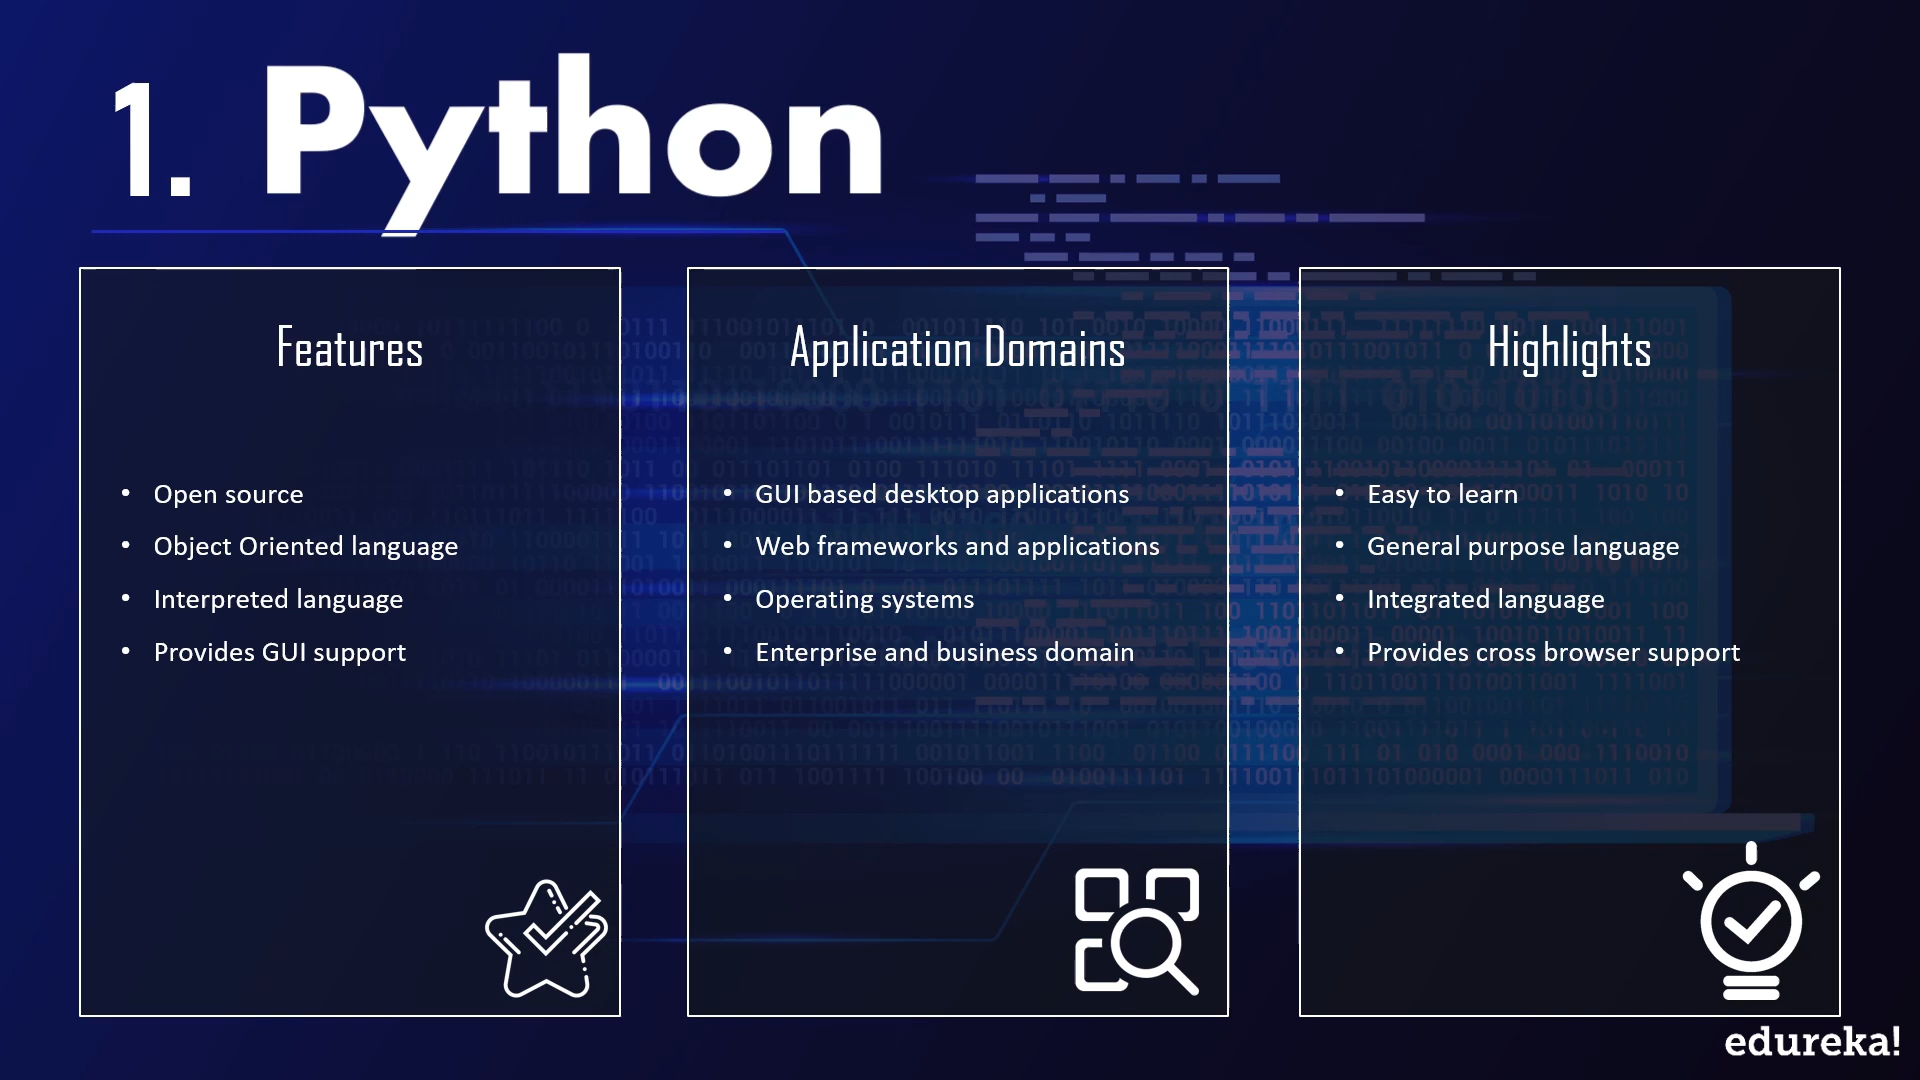 1. Python
Features
• Open source
• Object Oriented language
• Interpreted language
• Provides GUI support
Application Domains
• GUI based desktop applications
• Web frameworks and applications
• Operating systems
• Enterprise and business domain
Highlights
• Easy to learn
• General purpose language
• Integrated language
• Provides cross browser support
edureka!